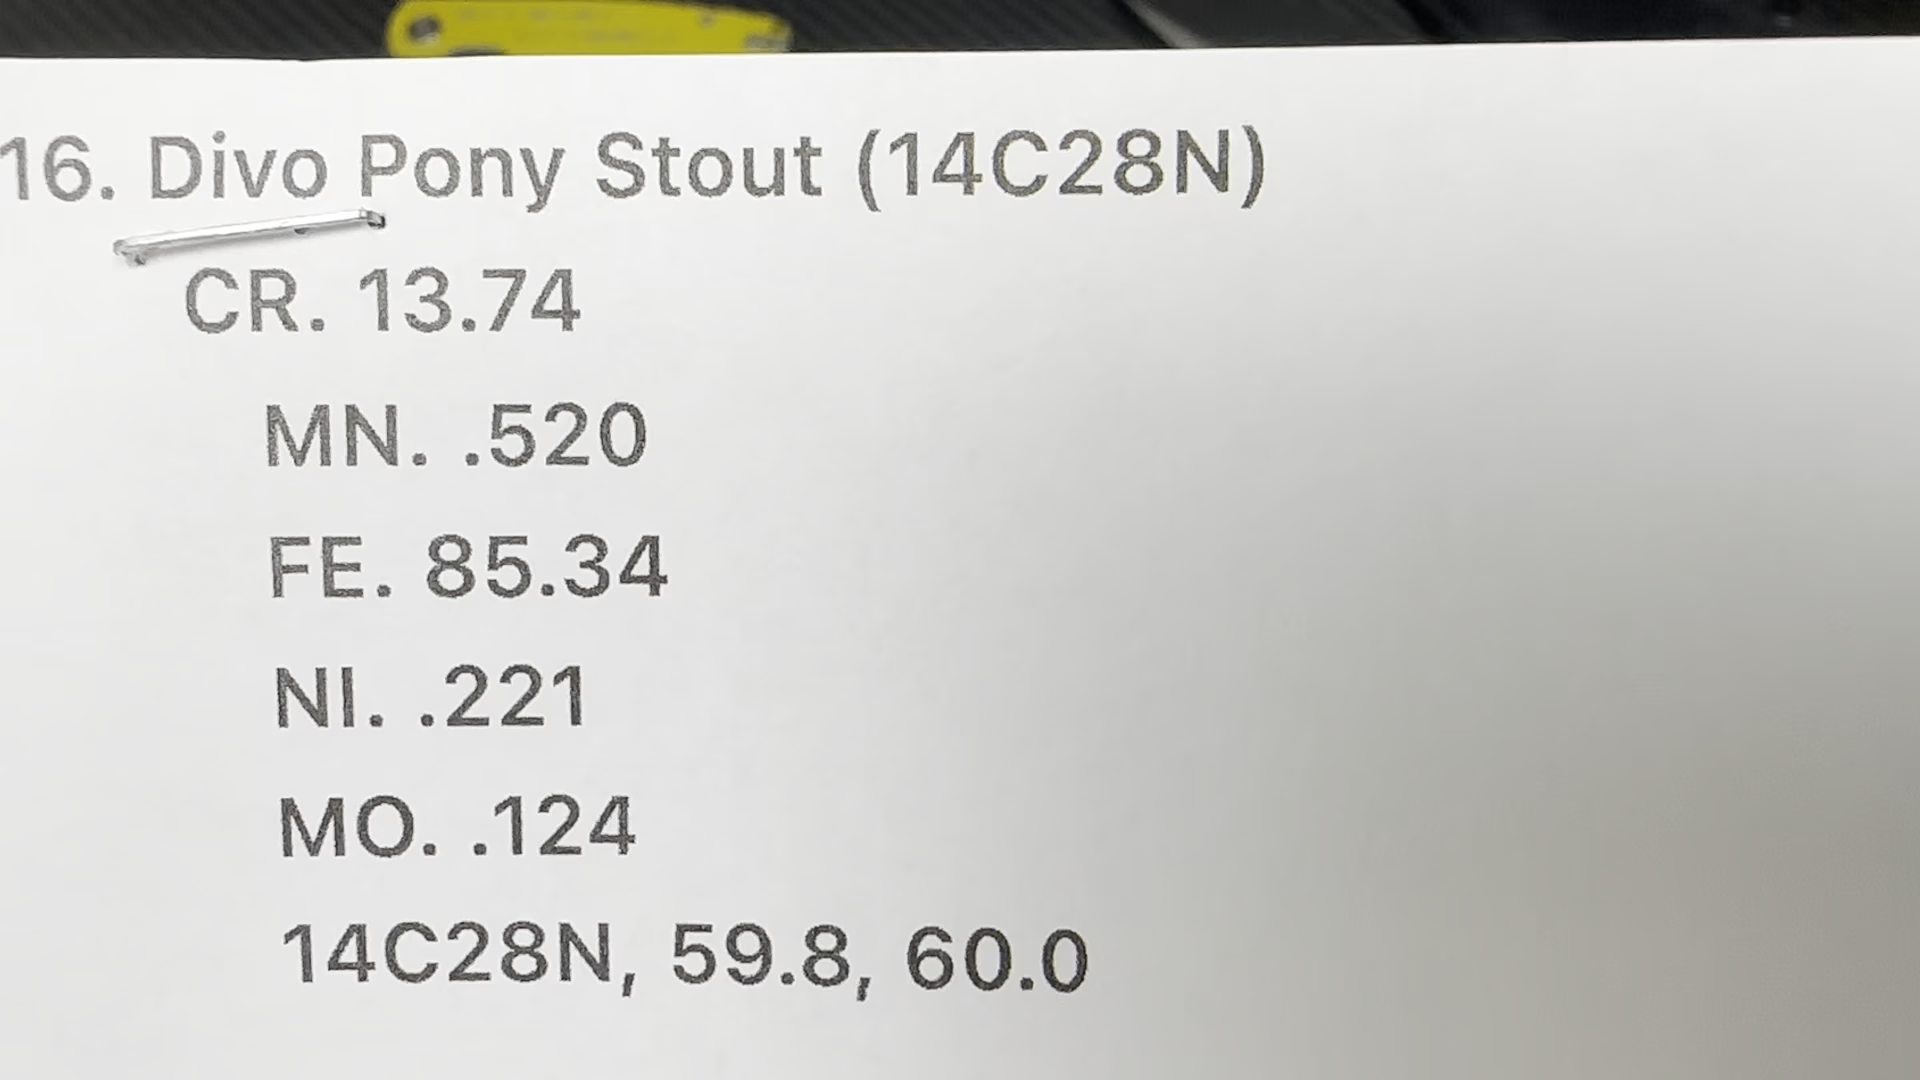 16. Divo Pony Stout (14C28N)
CR. 13.74
MN. .520
FE. 85.34
NI. .221
MO. .124
14C28N, 59.8, 60.0